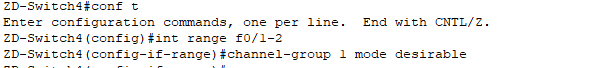 ZD-Switch4#conf t
Enter configuration commands, one per line.  End with CNTL/Z.
ZD-Switch4(config)#int range f0/1-2
ZD-Switch4(config-if-range)#channel-group 1 mode desirable